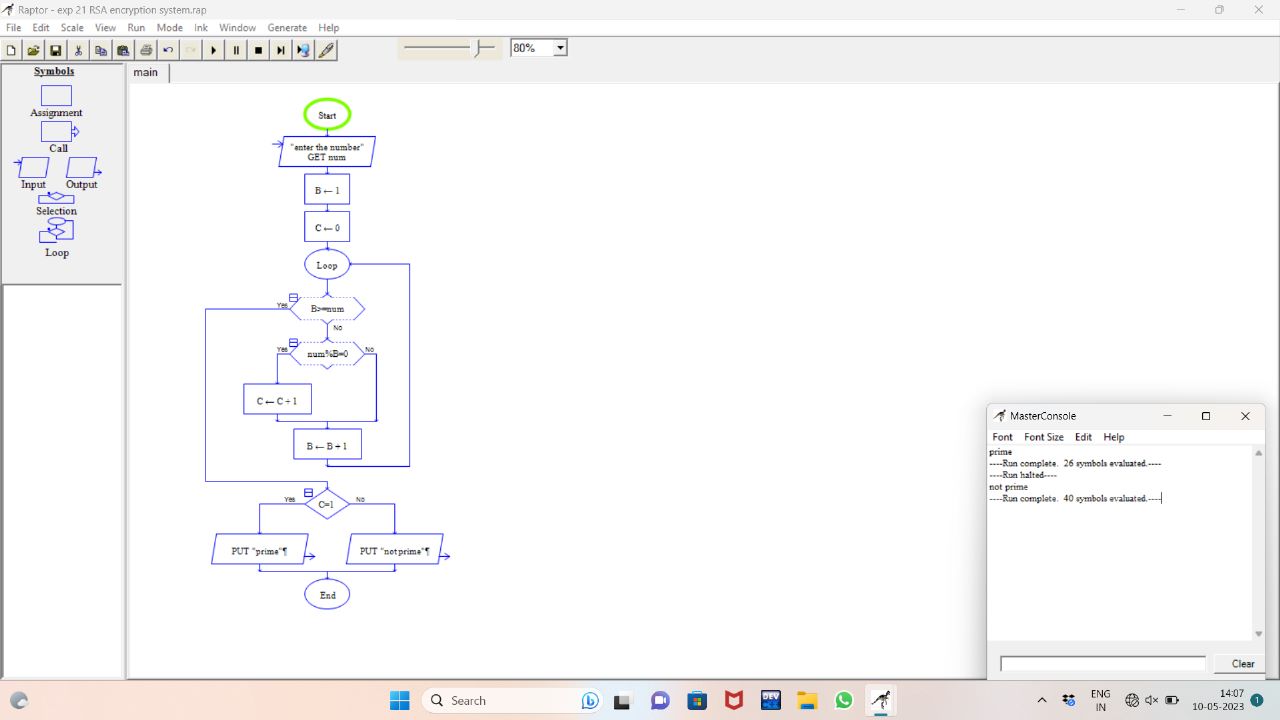 Raptor - exp 21 RSA encryption system.rap
File Edit Scale View Run Mode Ink Window Generate Help
80%
Symbols
Assignment
Call
Input Output
Selection
Loop
main
Start
"enter the number"
GET num
B ← 1
C ← 0
Loop
Yes B>=num
No
Yes num%B=0 No
C ← C + 1
B ← B + 1
Yes C=1 No
PUT "prime"¶ PUT "not prime"¶
End
MasterConsole
Font Font Size Edit Help
prime
----Run complete. 26 symbols evaluated.----
----Run halted----
not prime
----Run complete. 40 symbols evaluated.----
Clear
Search
DEV
ENG
IN
14:07
10-05-2023
1